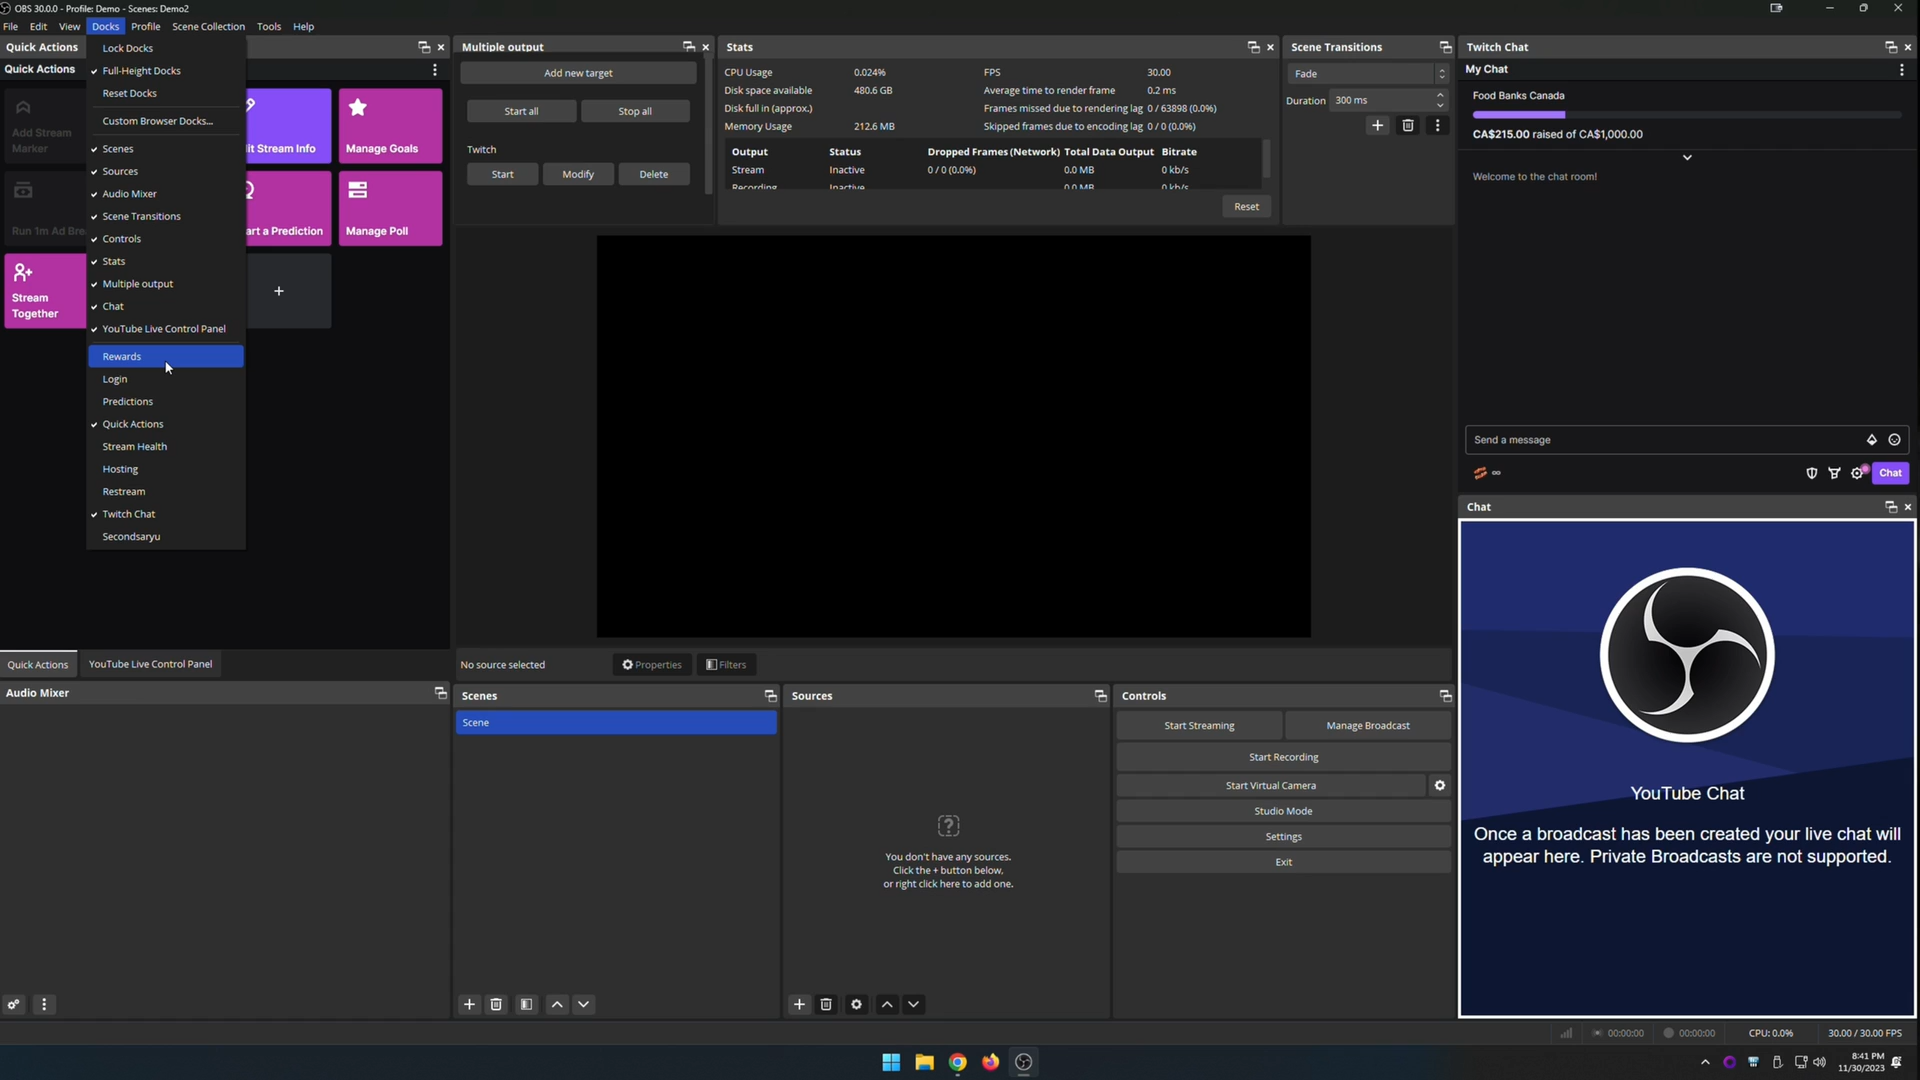 OBS 30.0.0 - Profile: Demo - Scenes: Demo2
File Edit View Docks Profile Scene Collection Tools Help
Quick Actions
Quick Actions
Add Stream
Marker
it Stream Info
Manage Goals
Run 1m Ad Bre
art a Prediction
Manage Poll
Stream
Together
+
Lock Docks
Full-Height Docks
Reset Docks
Custom Browser Docks...
Scenes
Sources
Audio Mixer
Scene Transitions
Controls
Stats
Multiple output
Chat
YouTube Live Control Panel
Rewards
Login
Predictions
Quick Actions
Stream Health
Hosting
Restream
Twitch Chat
Secondsaryu
Quick Actions YouTube Live Control Panel
Multiple output
Add new target
Start all Stop all
Twitch
Start Modify Delete
Stats
CPU Usage 0.024% FPS 30.00
Disk space available 480.6 GB Average time to render frame 0.2 ms
Disk full in (approx.) Frames missed due to rendering lag 0 / 63898 (0.0%)
Memory Usage 212.6 MB Skipped frames due to encoding lag 0 / 0 (0.0%)
Output Status Dropped Frames (Network) Total Data Output Bitrate
Stream Inactive 0 / 0 (0.0%) 0.0 MB 0 kb/s
Recording Inactive 0.0 MB 0 kb/s
Reset
Scene Transitions
Fade
Duration 300 ms
No source selected Properties Filters
Twitch Chat
My Chat
Food Banks Canada
CA$215.00 raised of CA$1,000.00
Welcome to the chat room!
Send a message
Chat
Chat
YouTube Chat
Once a broadcast has been created your live chat will
appear here. Private Broadcasts are not supported.
Audio Mixer
Scenes
Scene
Sources
You don't have any sources.
Click the + button below,
or right click here to add one.
Controls
Start Streaming Manage Broadcast
Start Recording
Start Virtual Camera
Studio Mode
Settings
Exit
00:00:00 00:00:00 CPU: 0.0% 30.00 / 30.00 FPS
8:41 PM
11/30/2023